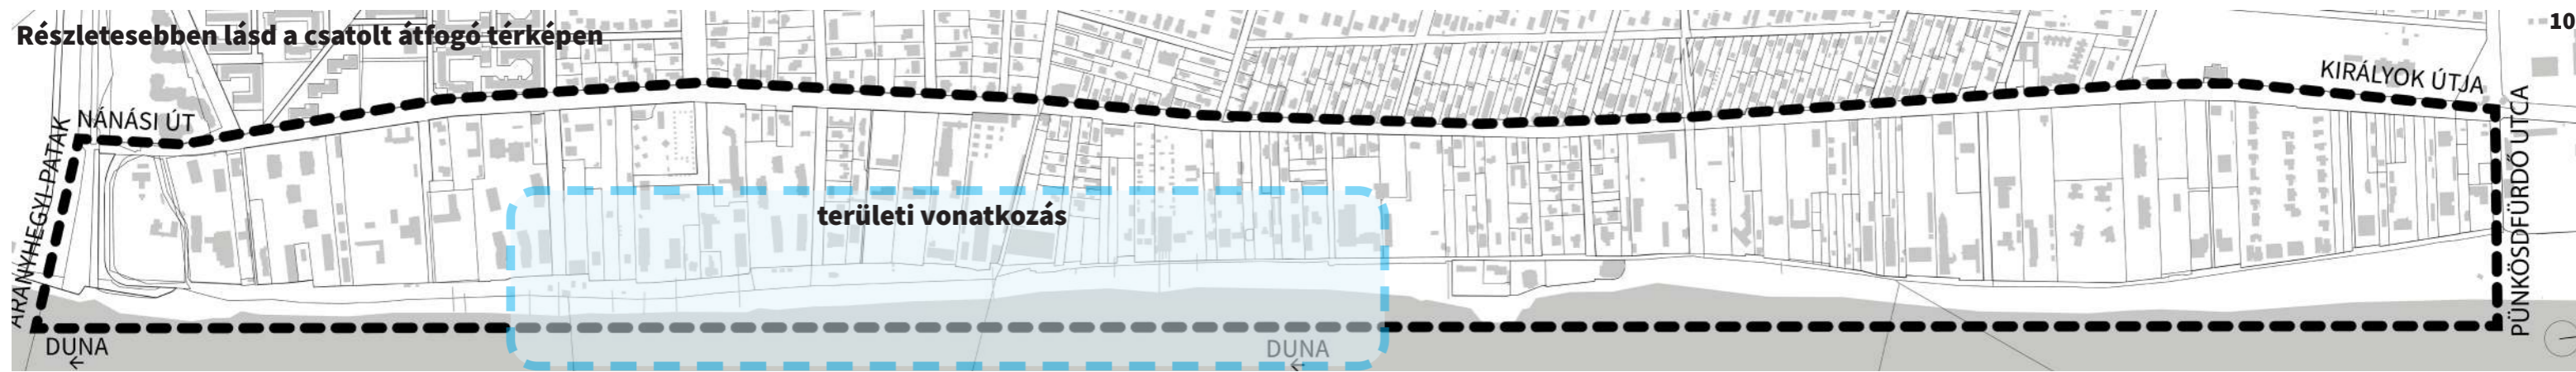 Részletesebben lásd a csatolt átfogó térképen
10
KIRÁLYOK ÚTJA
NÁNÁSI ÚT
ARANYHEGYI-PATAK
PÜNKÖSDFÜRDŐ UTCA
területi vonatkozás
DUNA
←
DUNA
←